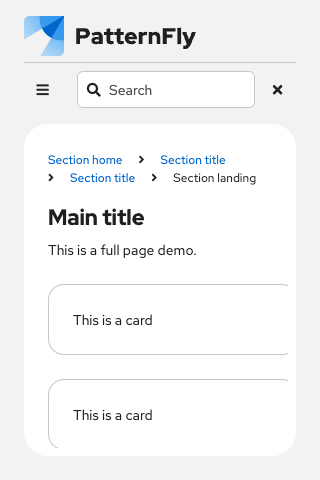 PatternFly
Search
Section home Section title
Section title Section landing
Main title
This is a full page demo.
This is a card
This is a card